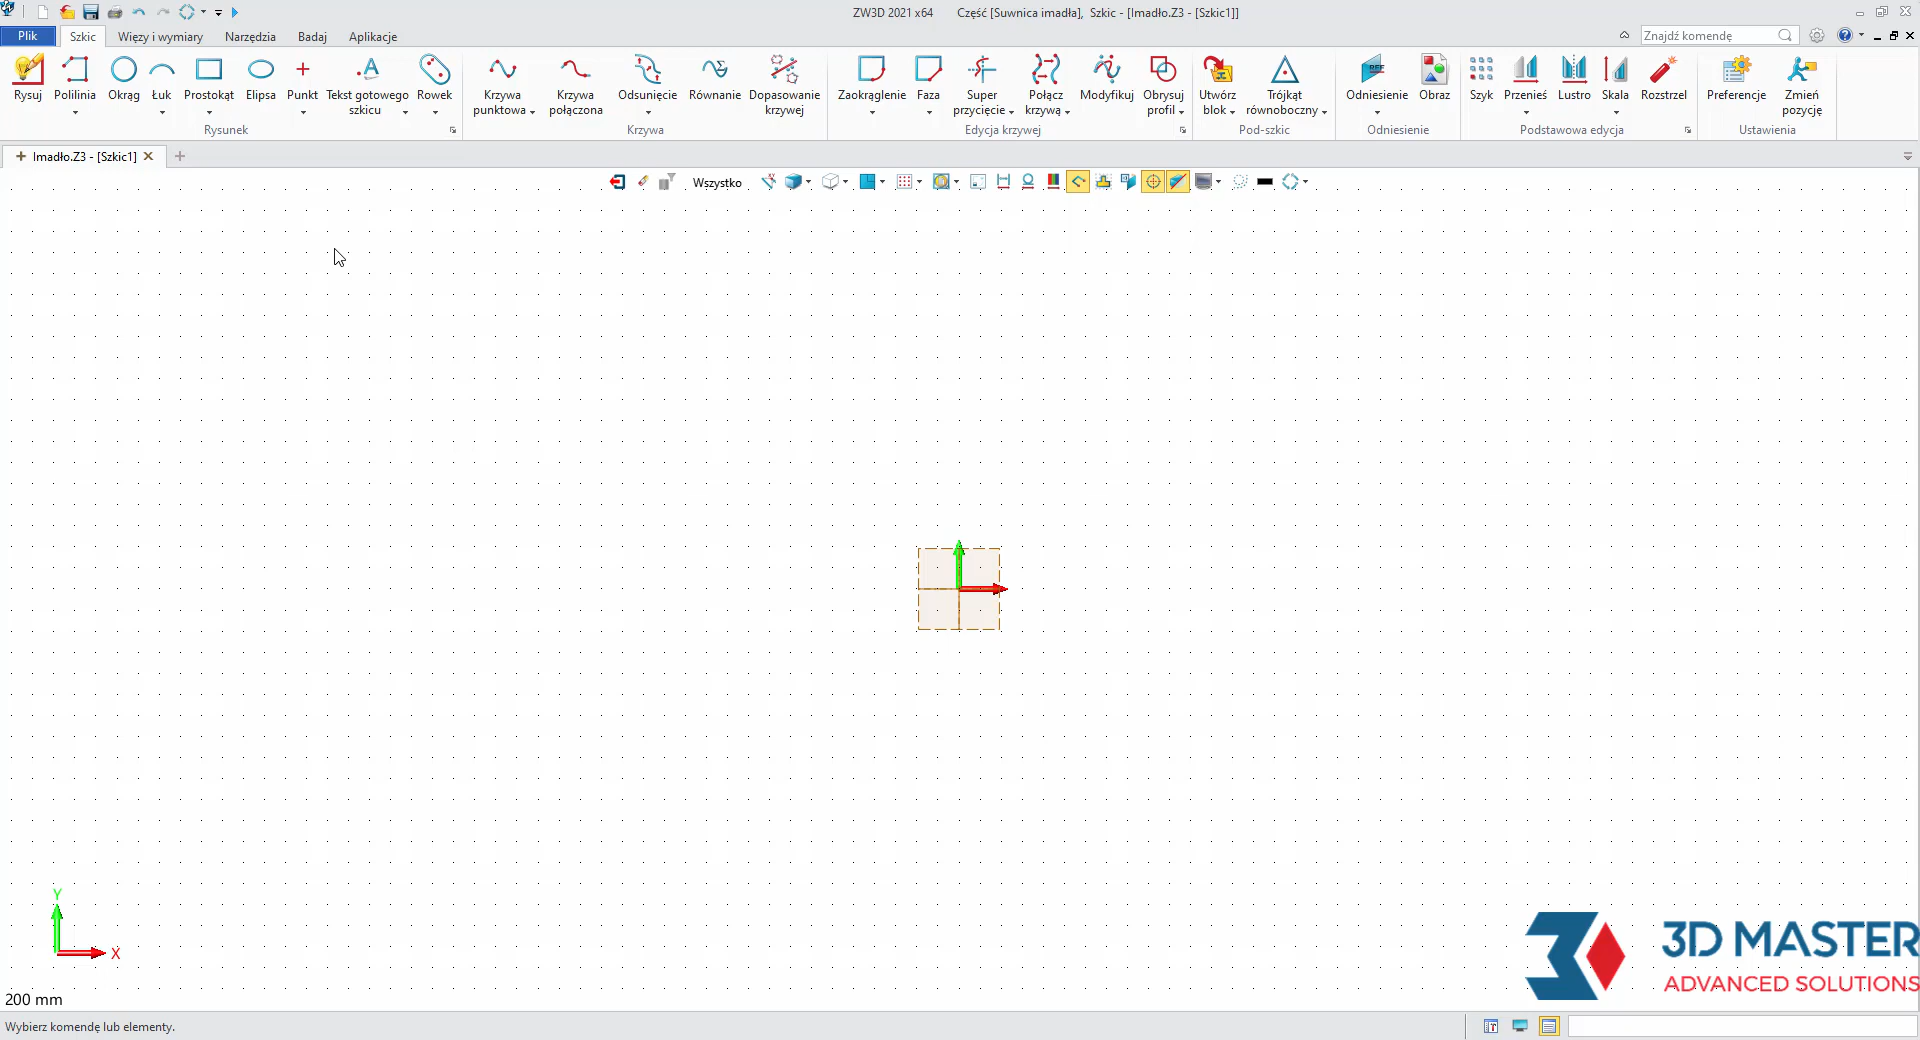 ZW3D 2021 x64 Część [Suwnica imadła], Szkic - [Imadło.Z3 - [Szkic1]]
Plik Szkic Więzy i wymiary Narzędzia Badaj Aplikacje Znajdź komendę
Rysuj Polilinia Okrąg Łuk Prostokąt Elipsa Punkt Tekst gotowego szkicu Rowek
Rysunek
Krzywa punktowa Krzywa połączona Odsunięcie Równanie Dopasowanie krzywej
Krzywa
Zaokrąglenie Faza Super przycięcie Połącz krzywą Modyfikuj Obrysuj profil
Edycja krzywej
Utwórz blok Trójkąt równoboczny
Pod-szkic
REF
Odniesienie Obraz
Odniesienie
Szyk Przenieś Lustro Skala Rozstrzel
Podstawowa edycja
Preferencje Zmień pozycję
Ustawienia
Imadło.Z3 - [Szkic1]
Wszystko
Y
X
200 mm
3D MASTER
ADVANCED SOLUTIONS
Wybierz komendę lub elementy.